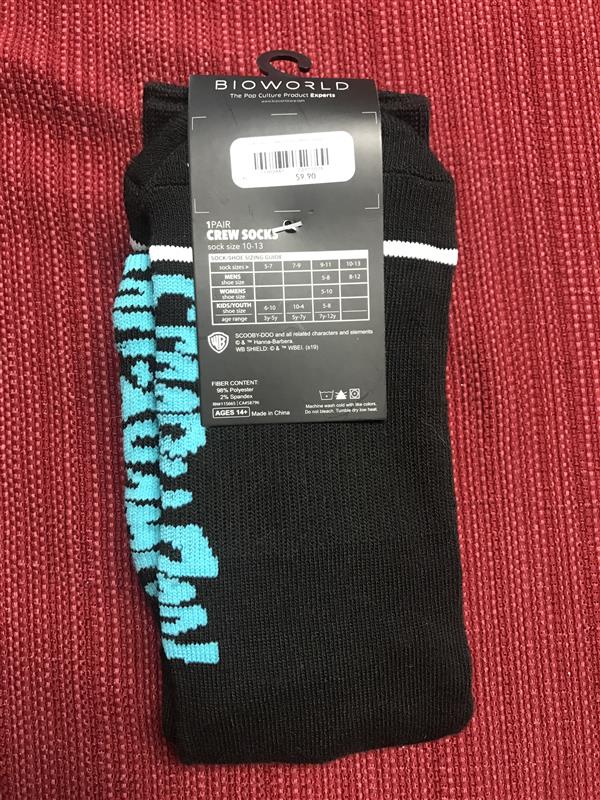 BIOWORLD
The Pop Culture Product Experts
$9.90
1PAIR
CREW SOCKS
sock size 10-13
SOCK/SHOE SIZING GUIDE
sock sizes > 5-7 7-9 9-11 10-13
MENS shoe size 5-8 8-12
WOMENS shoe size 5-10
KIDS/YOUTH shoe size 6-10 10-4 5-8
age range 3y-5y 5y-7y 7y-12y
WB
SCOOBY-DOO and all related characters and elements
© & ™ Hanna-Barbera.
WB SHIELD: © & ™ WBEI. (s19)
FIBER CONTENT:
98% Polyester
2% Spandex
RN#115665 | CA#58796
AGES 14+ Made in China
Machine wash cold with like colors.
Do not bleach. Tumble dry low heat.